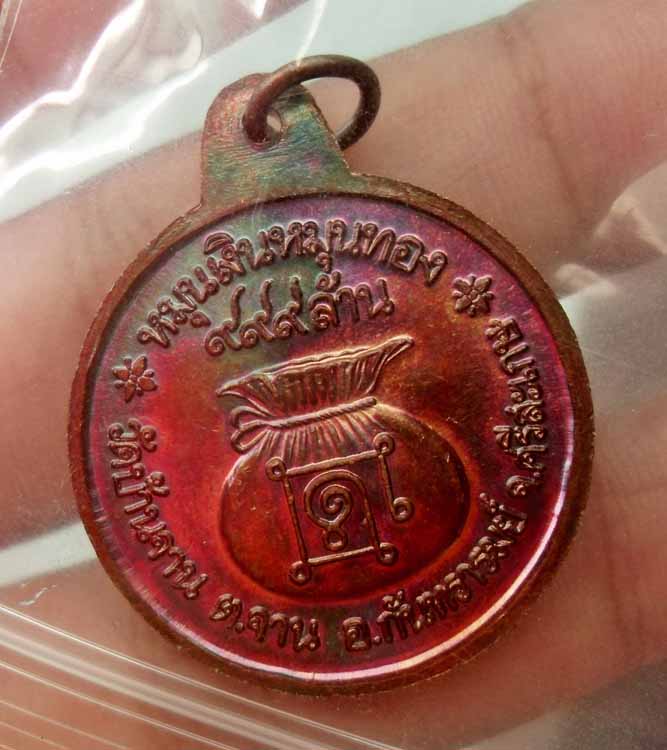 หมุนเงินหมุนทอง
๙๙๙ล้าน
วัดบ้านจาน ต.จาน อ.กันทรารมย์ จ.ศรีสะเกษ